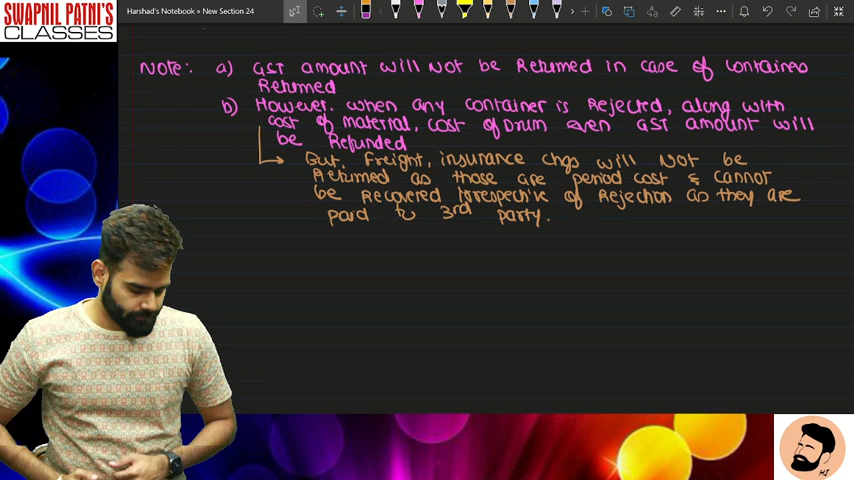 SWAPNIL PATNI'S
CLASSES
Harshad's Notebook » New Section 24
Note: a) GST amount will Not be Returned in case of containers
Returned
b) However, when any container is Rejected, along with
cost of material, cost of Drum even GST amount will
be Refunded
But, Freight, insurance chgs will Not be
Returned as those are period cost & cannot
be Recovered Irrespective of Rejection as they are
paid to 3rd party.
HJ